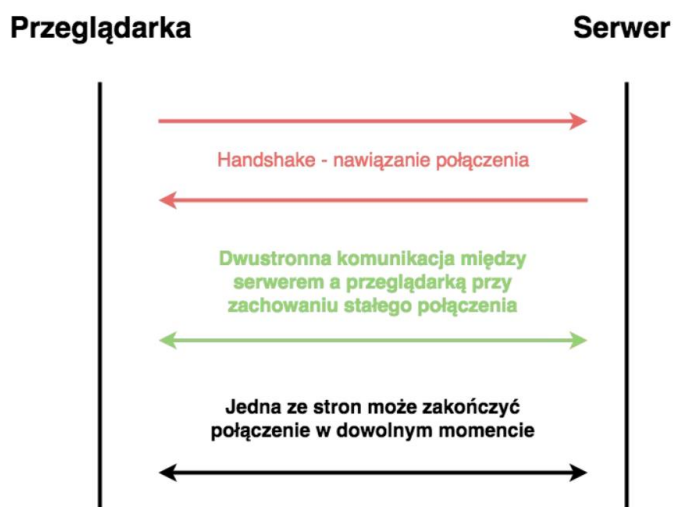 Przeglądarka
Serwer
Handshake - nawiązanie połączenia
Dwustronna komunikacja między
serwerem a przeglądarką przy
zachowaniu stałego połączenia
Jedna ze stron może zakończyć
połączenie w dowolnym momencie